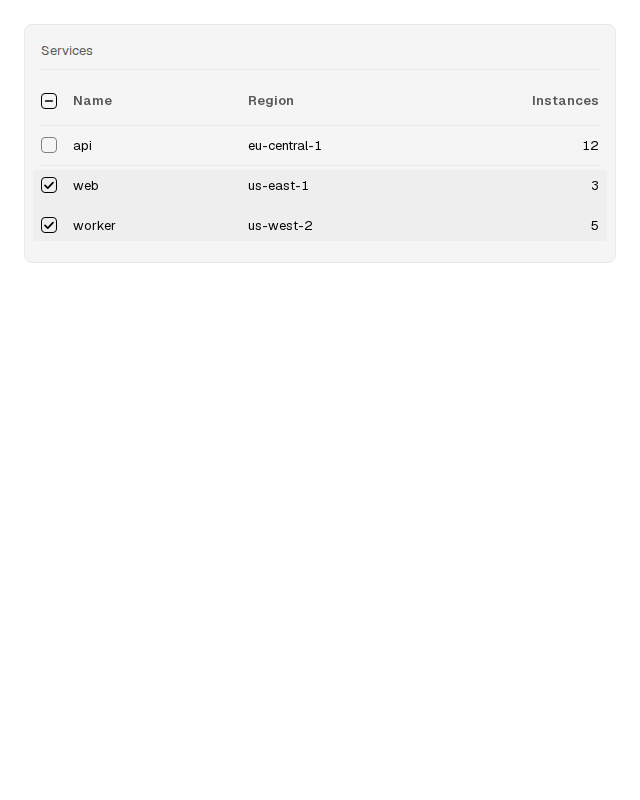 Services
Name Region Instances
api eu-central-1 12
web us-east-1 3
worker us-west-2 5